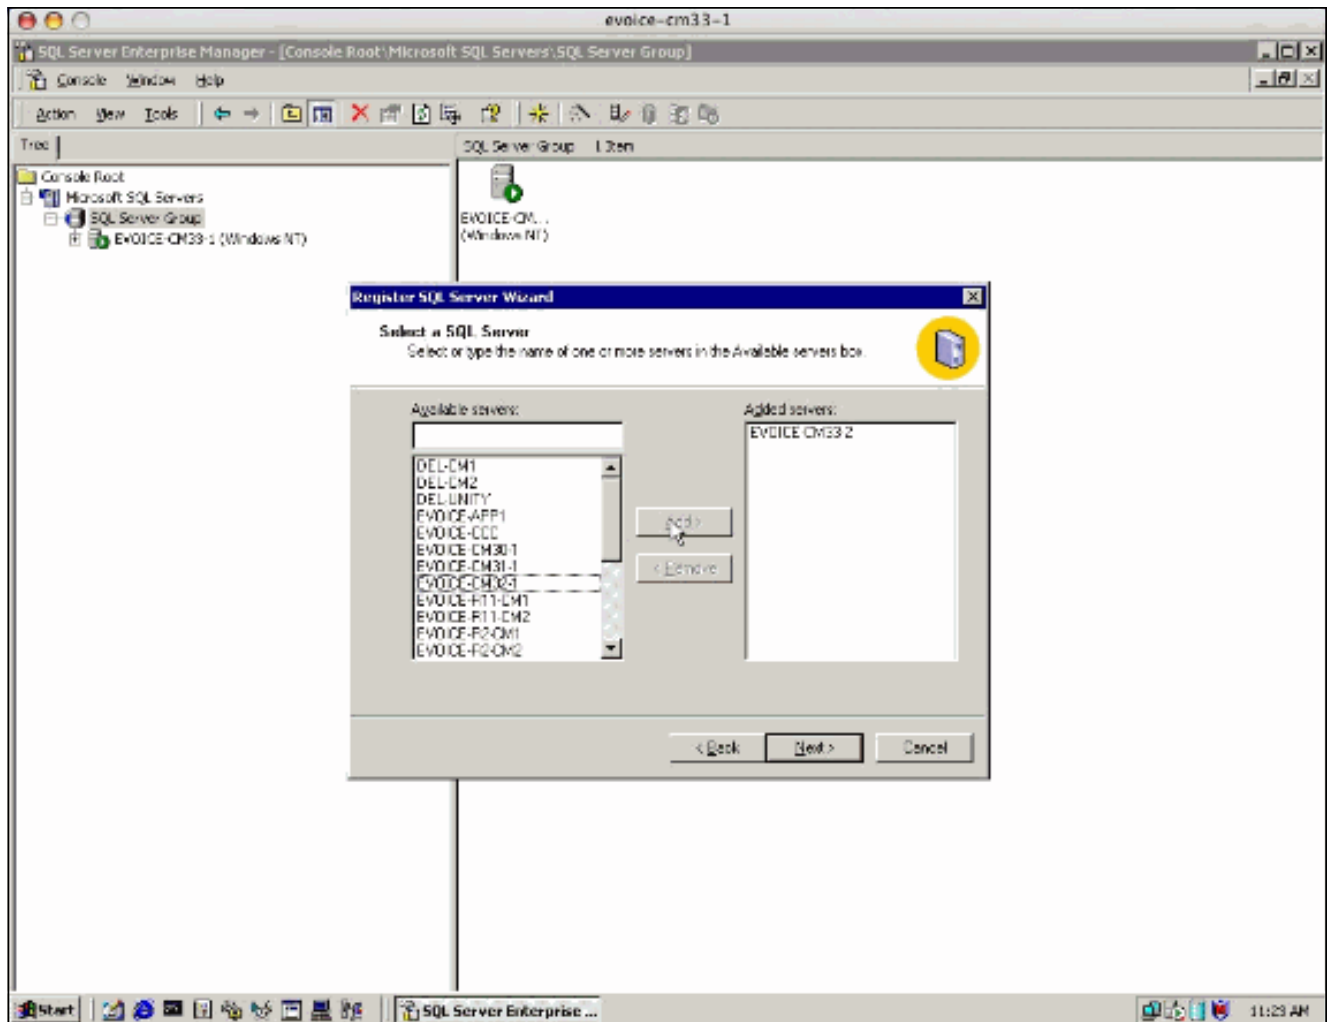 evoice-cm33-1
SQL Server Enterprise Manager - [Console Root\Microsoft SQL Servers\SQL Server Group]
Console Window Help
Action View Tools
Tree
SQL Server Group 1 Item
Console Root
Microsoft SQL Servers
SQL Server Group
EVOICE-CM33-1 (Windows NT)
EVOICE-CM...
(Windows NT)
Register SQL Server Wizard
Select a SQL Server
Select or type the name of one or more servers in the Available servers box.
Available servers:
Added servers:
EVOICE-CM33-2
DEL-CM1
DEL-CM2
DEL-UNITY
EVOICE-APP1
EVOICE-CCC
EVOICE-CM30-1
EVOICE-CM31-1
EVOICE-CM32-1
EVOICE-R11-CM1
EVOICE-R11-CM2
EVOICE-R2-CM1
EVOICE-R2-CM2
Add >
< Remove
< Back Next > Cancel
Start SQL Server Enterprise ... 11:29 AM